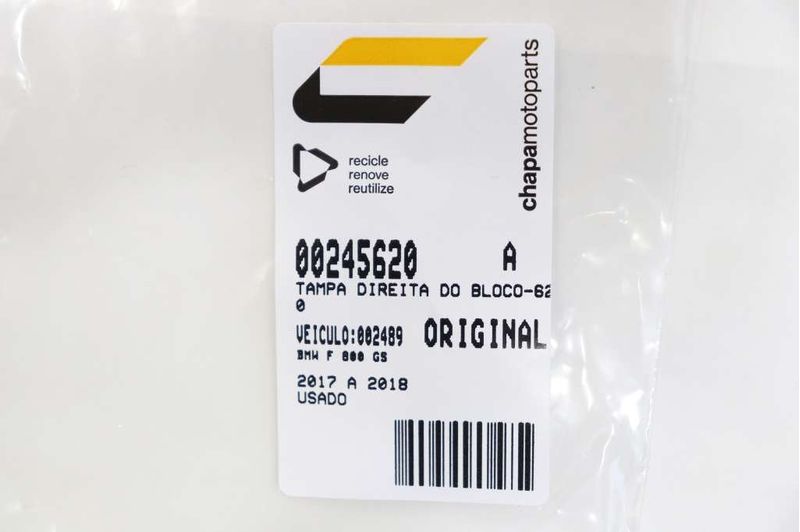 chapamotoparts
recicle
renove
reutilize
00245620 A
TAMPA DIREITA DO BLOCO-62
0
VEICULO:002489 ORIGINAL
BMW F 800 GS
2017 A 2018
USADO